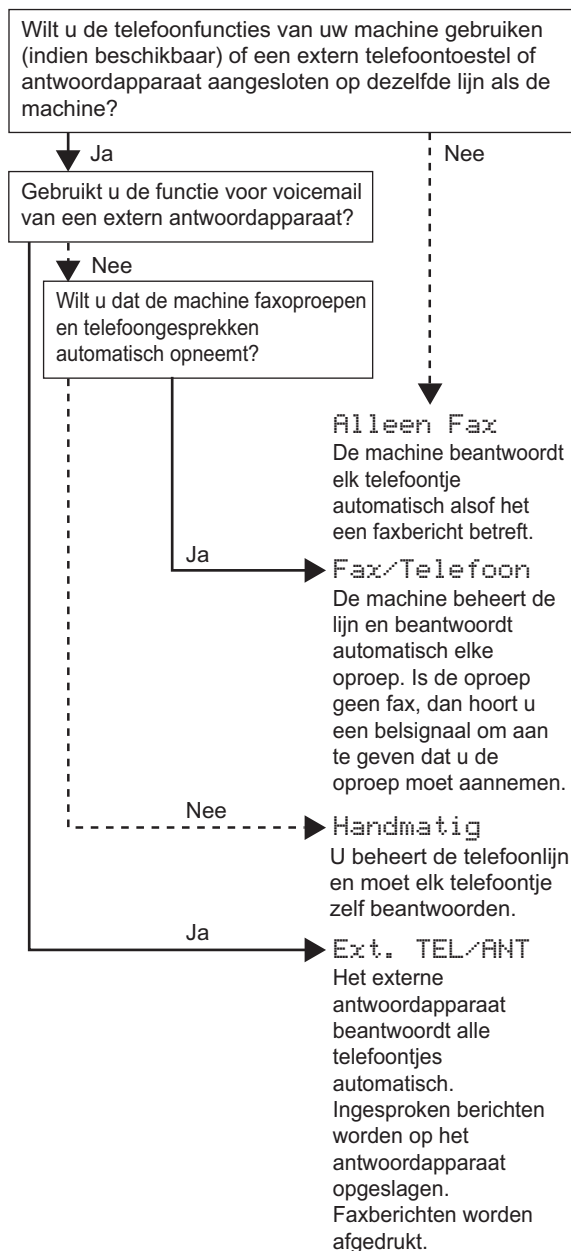 Wilt u de telefoonfuncties van uw machine gebruiken
(indien beschikbaar) of een extern telefoontoestel of
antwoordapparaat aangesloten op dezelfde lijn als de
machine?
Ja
Nee
Gebruikt u de functie voor voicemail
van een extern antwoordapparaat?
Nee
Wilt u dat de machine faxoproepen
en telefoongesprekken
automatisch opneemt?
Alleen Fax
De machine beantwoordt
elk telefoontje
automatisch alsof het
een faxbericht betreft.
Ja
Fax/Telefoon
De machine beheert de
lijn en beantwoordt
automatisch elke
oproep. Is de oproep
geen fax, dan hoort u
een belsignaal om aan
te geven dat u de
oproep moet aannemen.
Nee
Handmatig
U beheert de telefoonlijn
en moet elk telefoontje
zelf beantwoorden.
Ja
Ext. TEL/ANT
Het externe
antwoordapparaat
beantwoordt alle
telefoontjes
automatisch.
Ingesproken berichten
worden op het
antwoordapparaat
opgeslagen.
Faxberichten worden
afgedrukt.